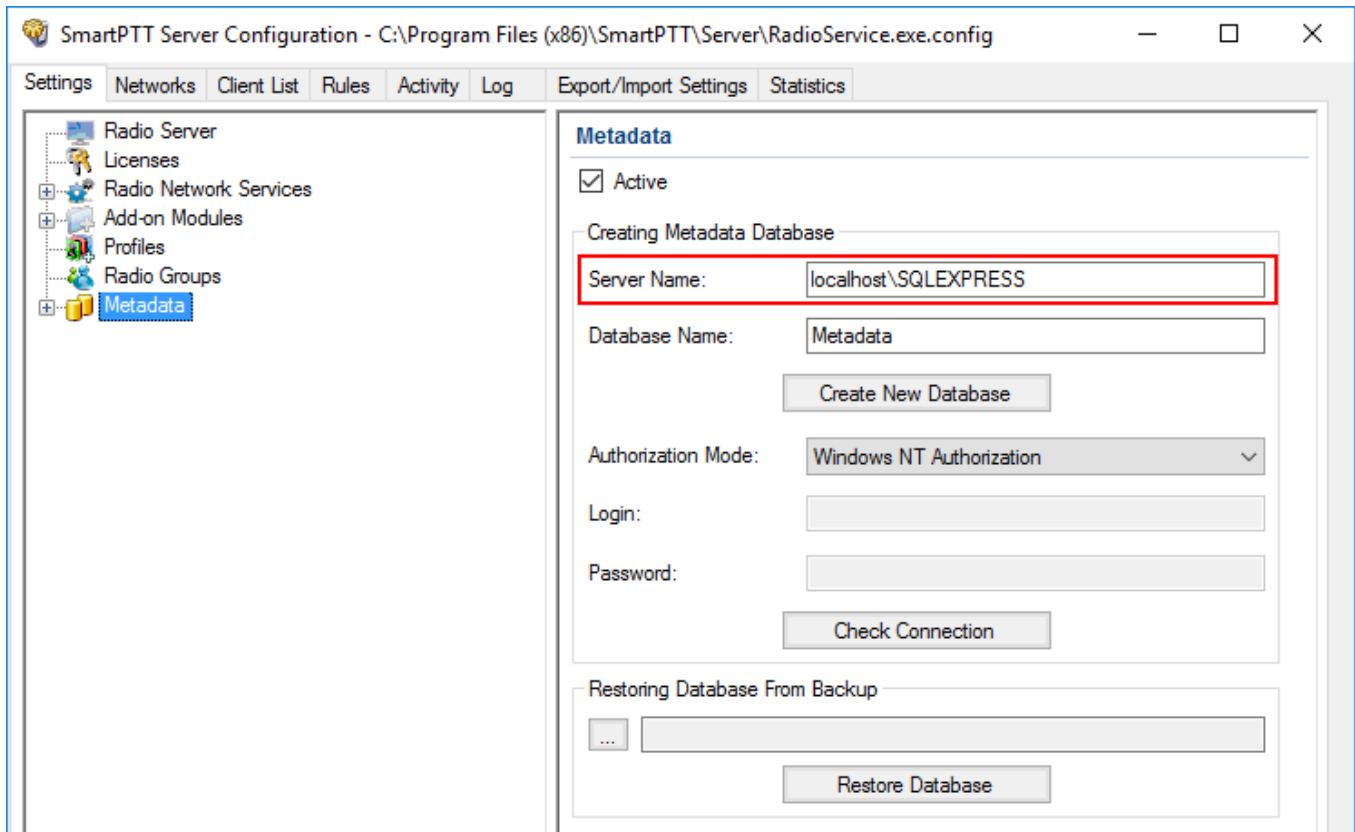 SmartPTT Server Configuration - C:\Program Files (x86)\SmartPTT\Server\RadioService.exe.config
Settings Networks Client List Rules Activity Log Export/Import Settings Statistics
Radio Server
Licenses
Radio Network Services
Add-on Modules
Profiles
Radio Groups
Metadata
Metadata
Active
Creating Metadata Database
Server Name: localhost\SQLEXPRESS
Database Name: Metadata
Create New Database
Authorization Mode: Windows NT Authorization
Login:
Password:
Check Connection
Restoring Database From Backup
...
Restore Database